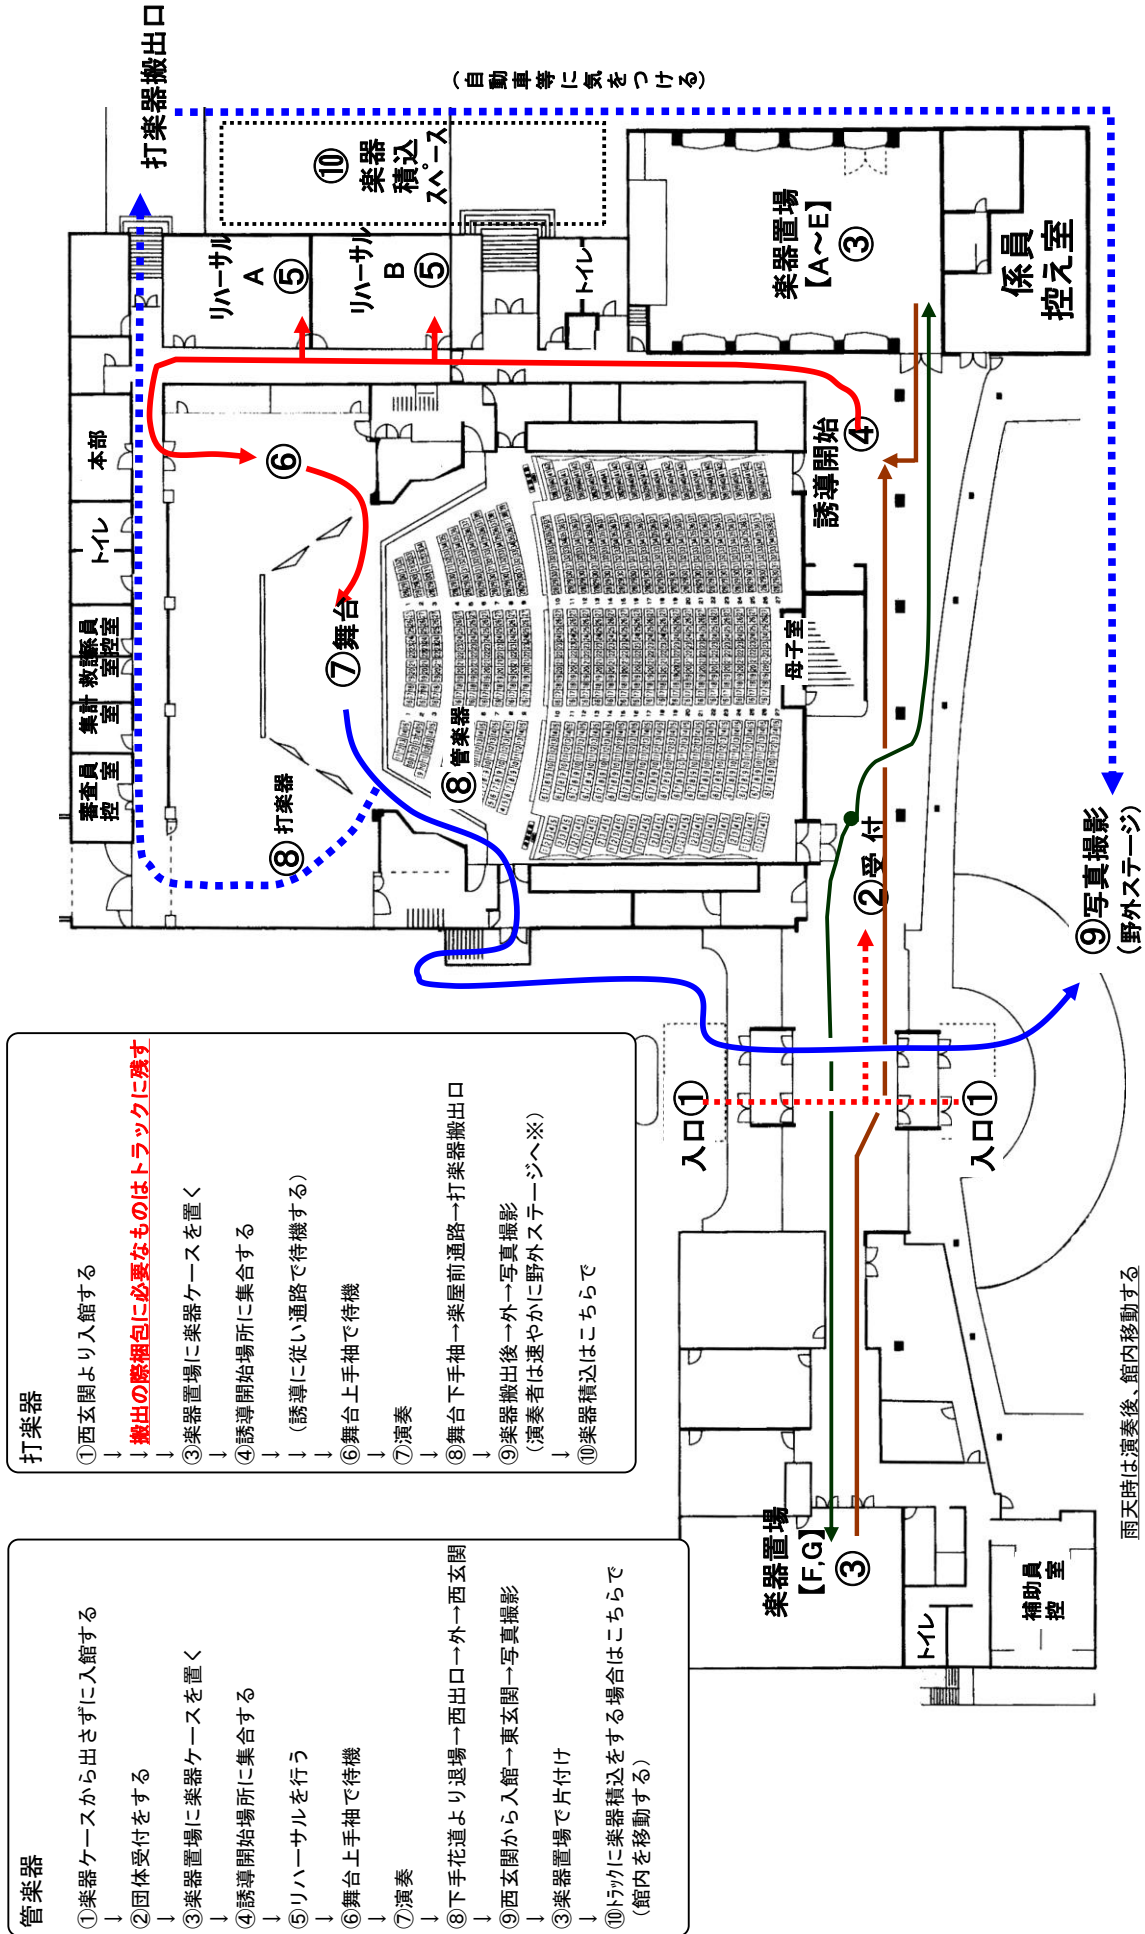 管楽器
①楽器ケースから出さずに入館する
↓
②団体受付をする
↓
③楽器置場に楽器ケースを置く
↓
④誘導開始場所に集合する
↓
⑤リハーサルを行う
↓
⑥舞台上手袖で待機
↓
⑦演奏
↓
⑧下手花道より退場→西出口→外→西玄関
↓
⑨西玄関から入館→東玄関→写真撮影
↓
③楽器置場で片付け
↓
⑩トラックに楽器積込をする場合はこちらで
(館内を移動する)
打楽器
①西玄関より入館する
↓
↓搬出の際梱包に必要なものはトラックに残す
↓
③楽器置場に楽器ケースを置く
↓
④誘導開始場所に集合する
↓
↓(誘導に従い通路で待機する)
↓
⑥舞台上手袖で待機
↓
⑦演奏
↓
⑧舞台下手袖→楽屋前通路→打楽器搬出口
↓
⑨楽器搬出後→外→写真撮影
(演奏者は速やかに野外ステージへ※)
↓
⑩楽器積込はこちらで
打楽器搬出口
(自動車等に気をつける)
⑩
楽器
積込
スペース
リハーサル
A
⑤
リハーサル
B
⑤
トイレ
楽器置場
【A～E】
③
係員
控え室
本部
トイレ
係員
控室
救護
室
集計
室
審査員
控 室
⑥
⑦舞台
⑧ 打楽器
⑧ 管楽器
誘導開始
④
母子室
②受付
入口①
入口①
⑨写真撮影
(野外ステージ)
楽器置場
【F,G】
③
トイレ
補助員
控 室
雨天時は演奏後、館内移動する